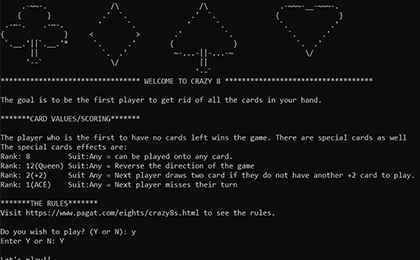 ******************************** WELCOME TO CRAZY 8 **********************************
The goal is to be the first player to get rid of all the cards in your hand.
*******CARD VALUES/SCORING*******
The player who is the first to have no cards left wins the game. There are special cards as well
The special cards effects are:
Rank: 8 Suit:Any = can be played onto any card.
Rank: 12(Queen) Suit:Any = Reverse the direction of the game
Rank: 2(+2) Suit:Any = Next player draws two card if they do not have another +2 card to play.
Rank: 1(ACE) Suit:Any = Next player misses their turn
*******THE RULES*******
Visit https://www.pagat.com/eights/crazy8s.html to see the rules.
Do you wish to play? (Y or N): y
Enter Y or N: Y
Let's play!!